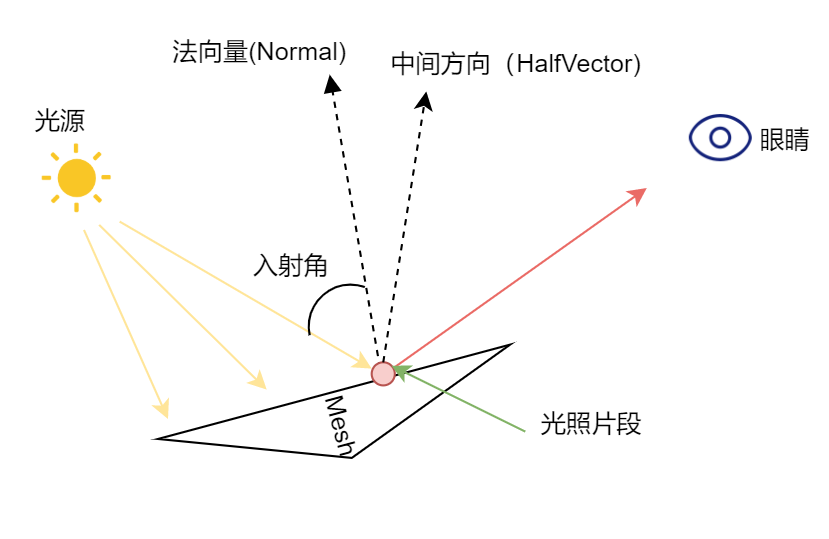 法向量(Normal)
中间方向（HalfVector)
光源
眼睛
入射角
Mesh
光照片段